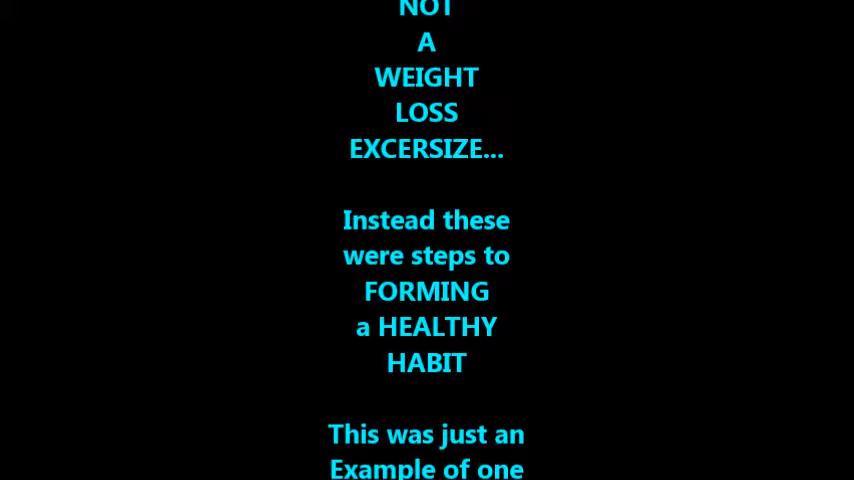 NOT
A
WEIGHT
LOSS
EXCERSIZE...
Instead these
were steps to
FORMING
a HEALTHY
HABIT
This was just an
Example of one